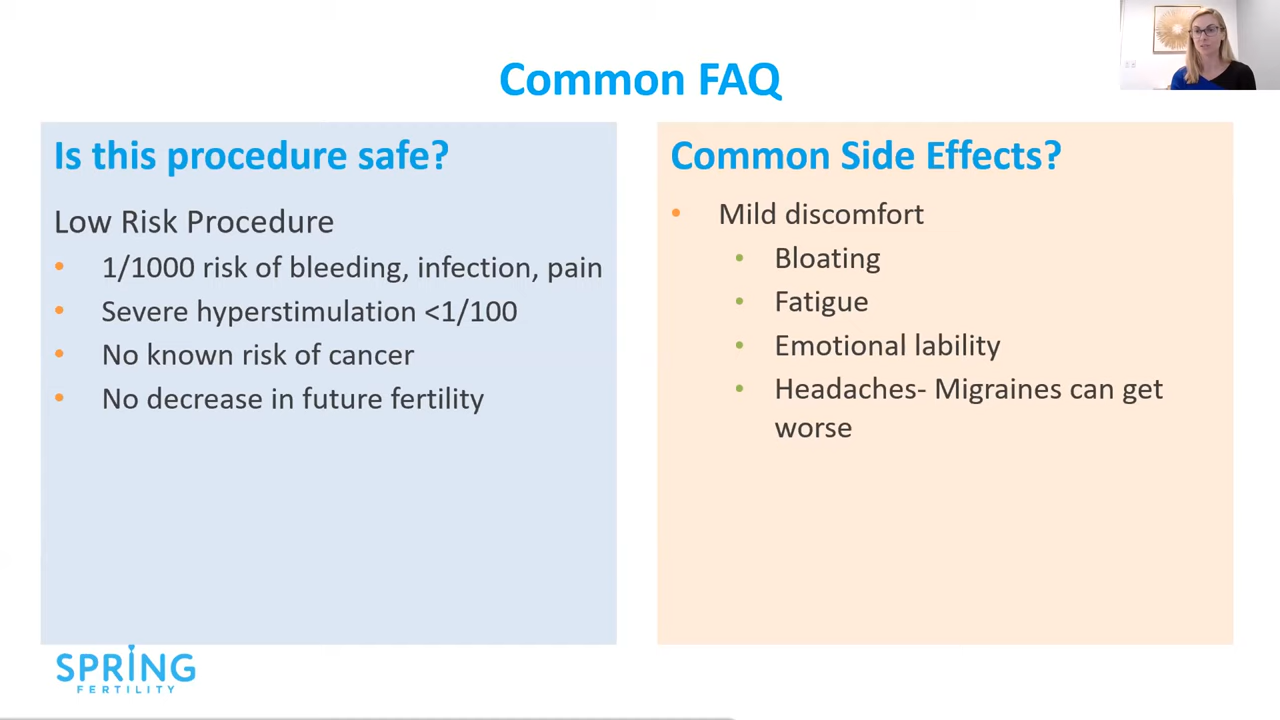 Common FAQ
Is this procedure safe?
Low Risk Procedure
• 1/1000 risk of bleeding, infection, pain
• Severe hyperstimulation <1/100
• No known risk of cancer
• No decrease in future fertility
Common Side Effects?
• Mild discomfort
• Bloating
• Fatigue
• Emotional lability
• Headaches- Migraines can get
worse
SPRING
FERTILITY